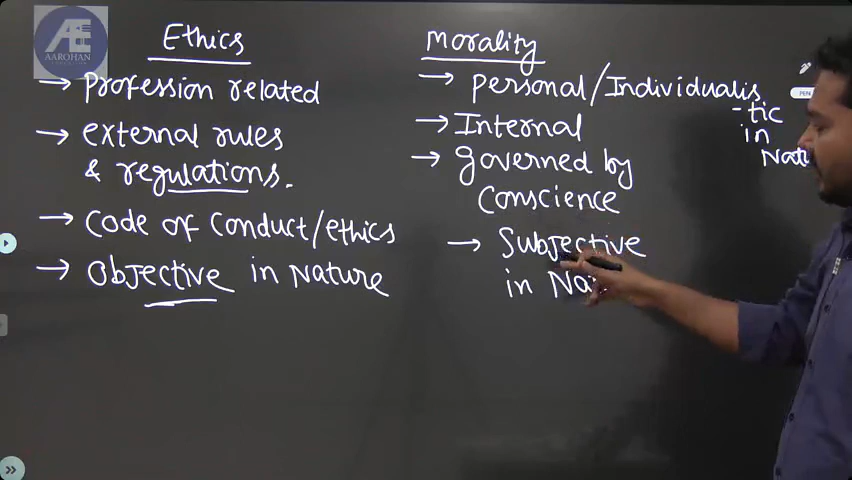 AE
AAROHAN
Ethics
→ Profession related
→ external rules
& regulations.
→ Code of Conduct/ethics
→ Objective in Nature
Morality
→ Personal/Individualis
-tic
in
→ Internal
→ Governed by
Conscience
→ Subjective
in